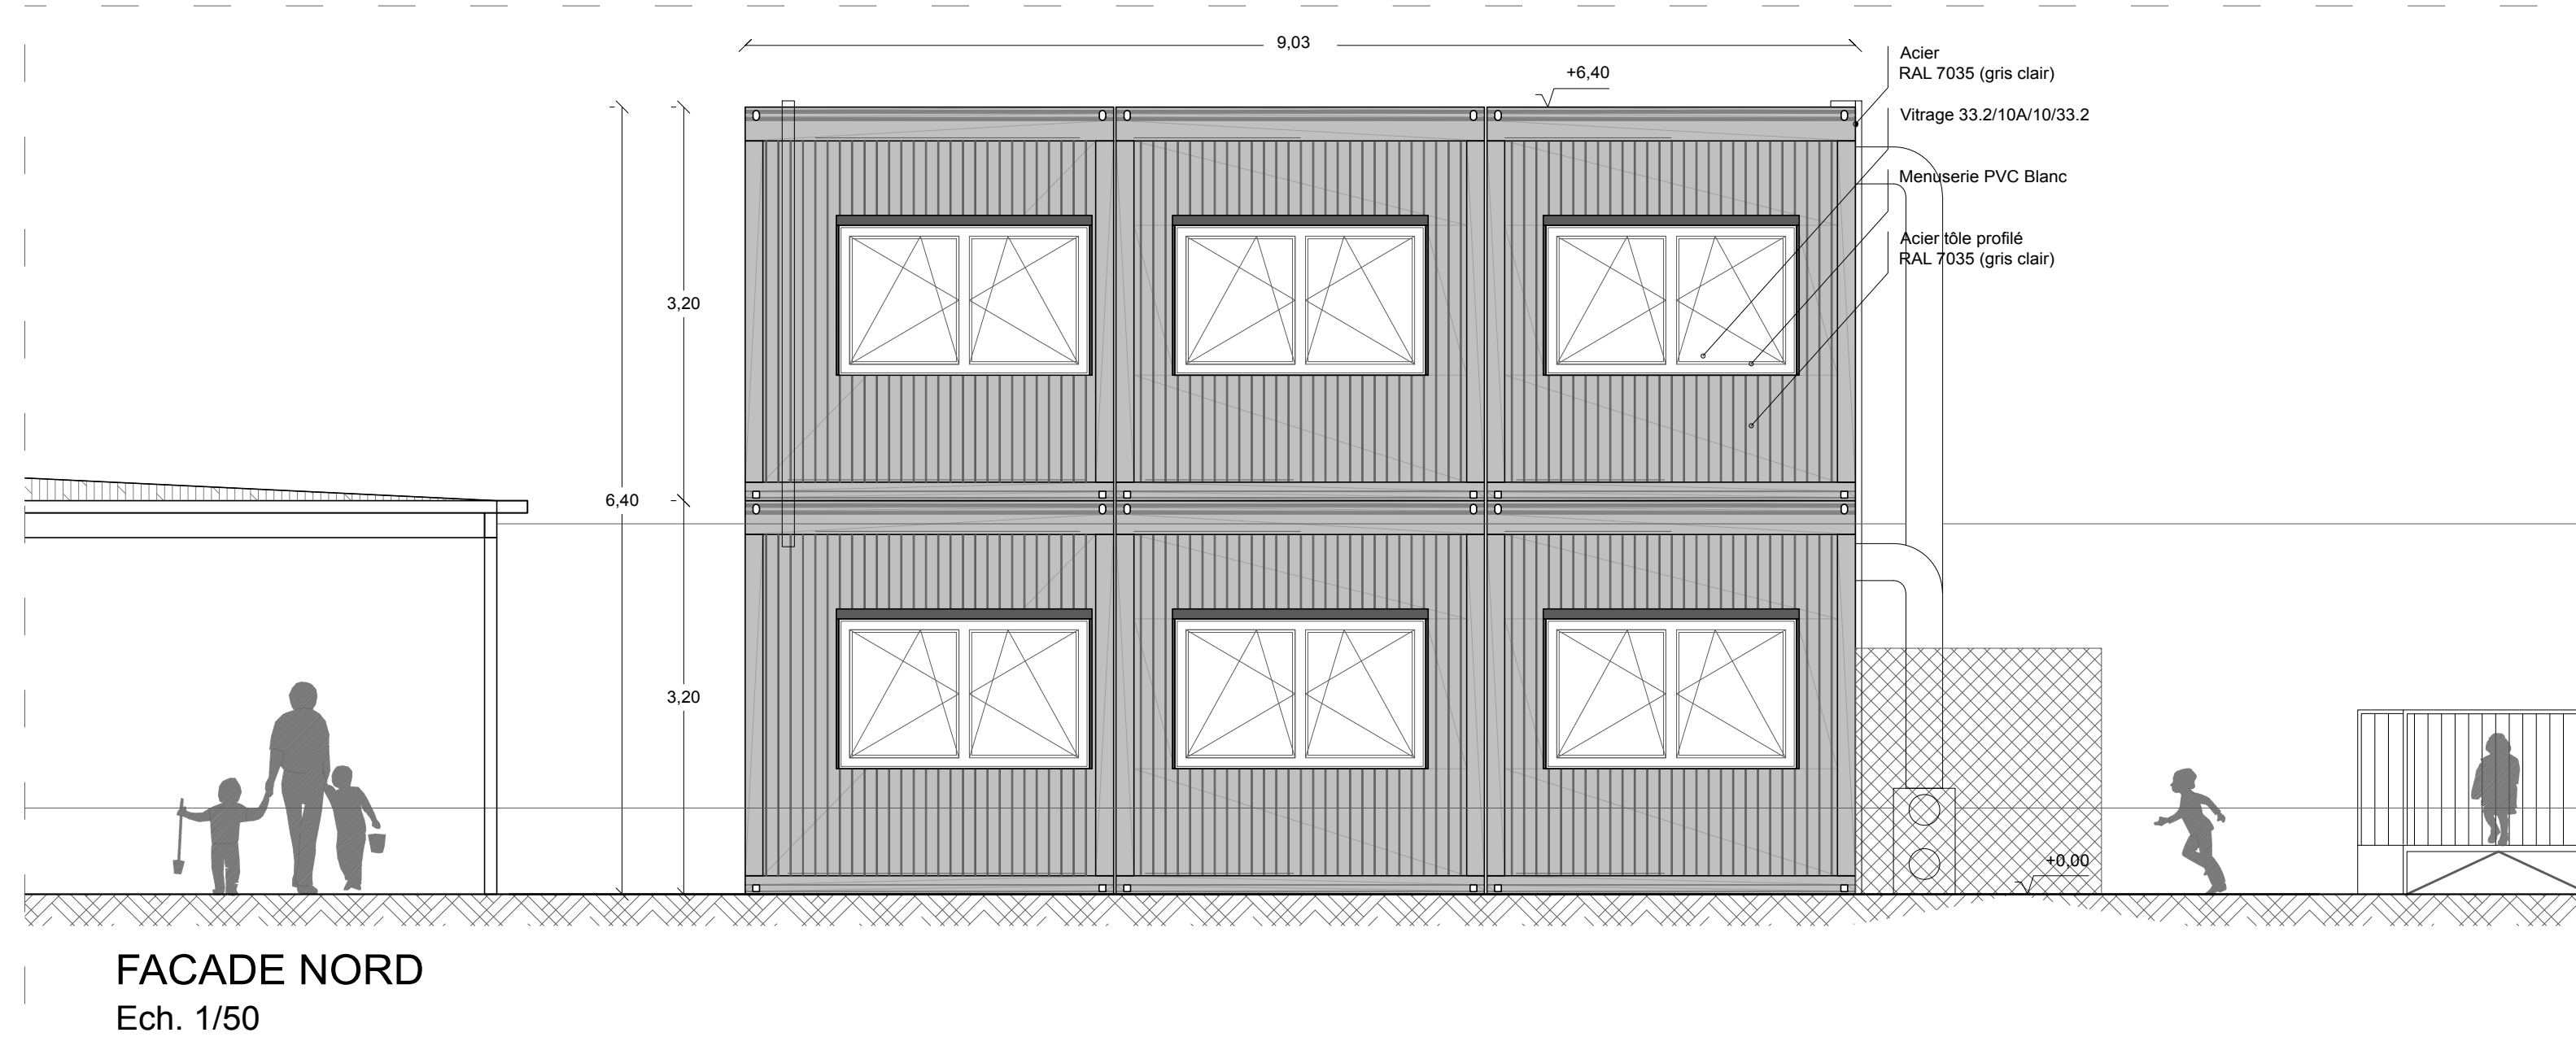 9,03
+6,40
Acier
RAL 7035 (gris clair)
Vitrage 33.2/10A/10/33.2
Menuserie PVC Blanc
Acier tôle profilé
RAL 7035 (gris clair)
3,20
6,40
3,20
+0,00
FACADE NORD
Ech. 1/50